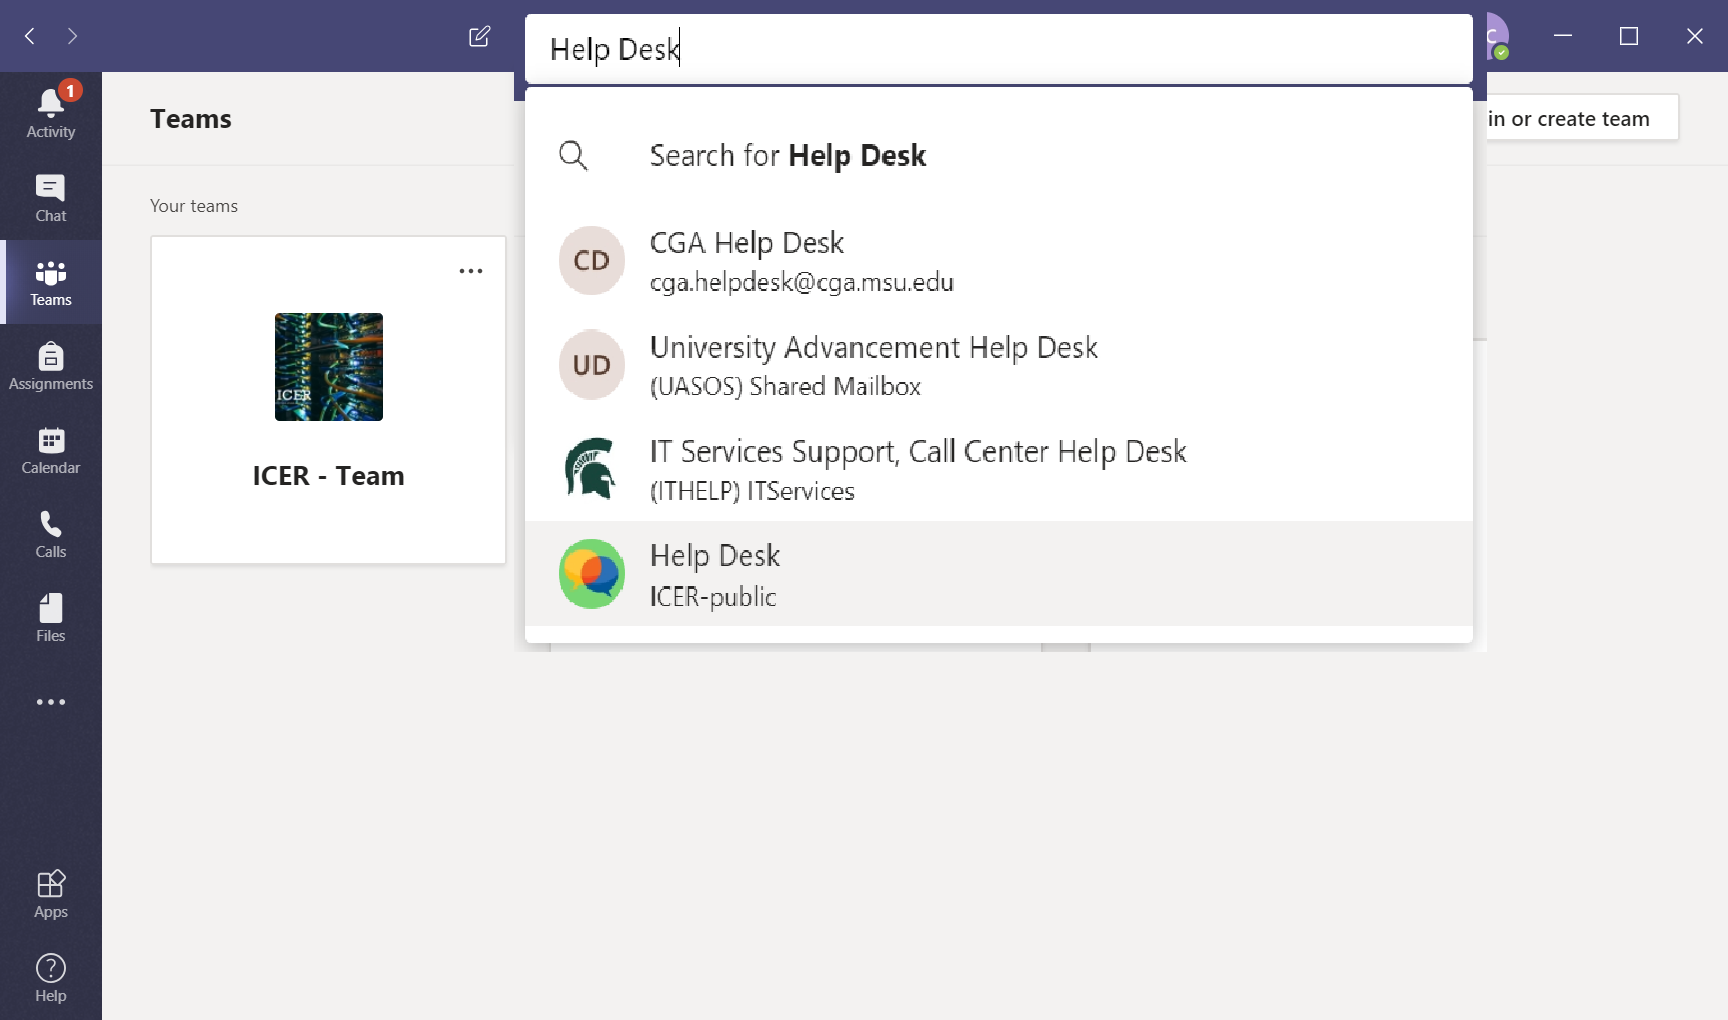 Help Desk
C
1
Activity
Chat
Teams
Assignments
Calendar
Calls
Files
Apps
Help
Teams
in or create team
Your teams
ICER
ICER - Team
Search for Help Desk
CD
CGA Help Desk
cga.helpdesk@cga.msu.edu
UD
University Advancement Help Desk
(UASOS) Shared Mailbox
IT Services Support, Call Center Help Desk
(ITHELP) ITServices
Help Desk
ICER-public